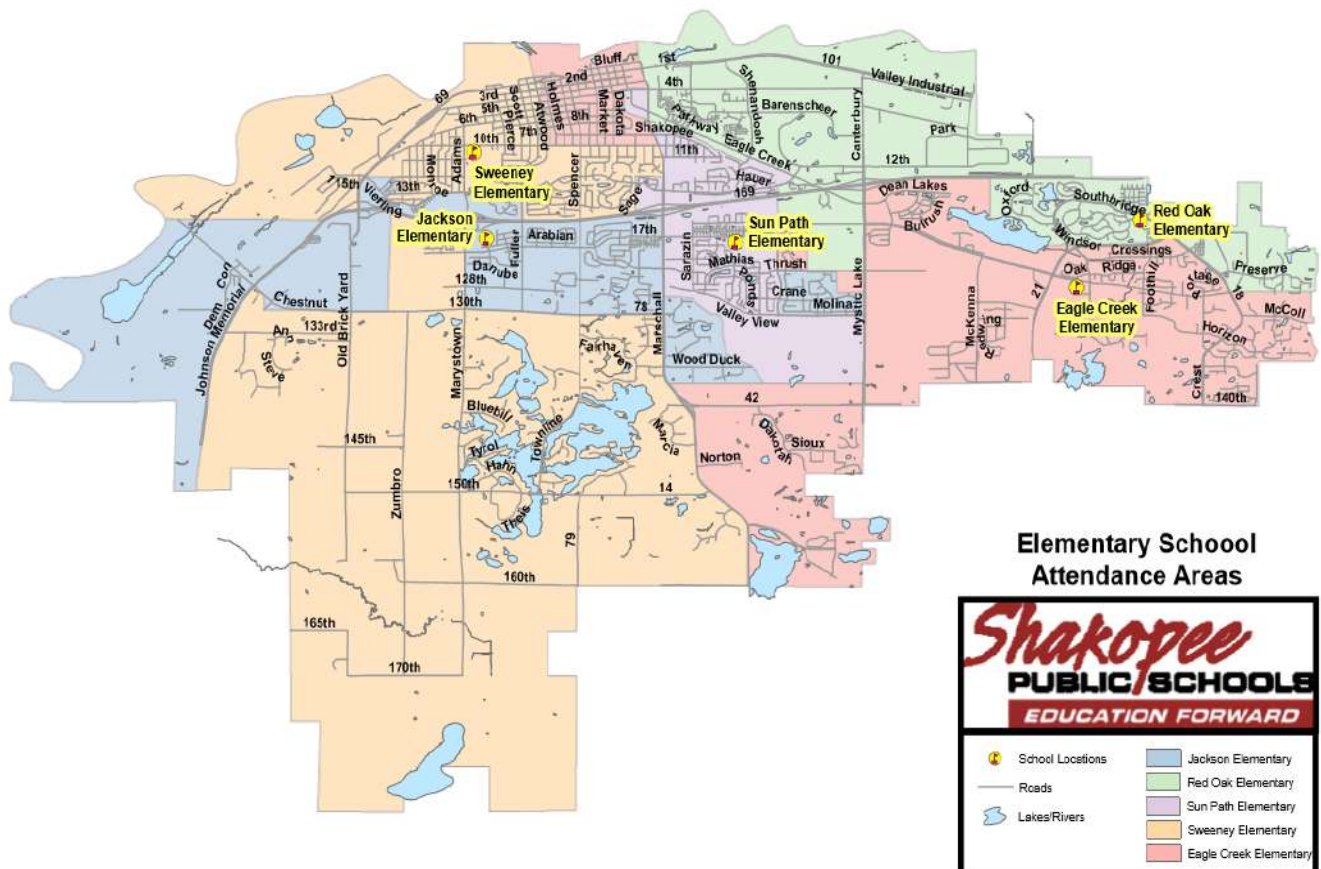 Bluff
1st
101
2nd
4th
Valley Industrial
69
3rd
5th
6th
Scott
Pierce
Atwood
Holmes
7th
8th
Market
Dakota
Shakopee
Parkway
Shenandoah
Barenscheer
Canterbury
Park
Eagle Creek
10th
11th
12th
Adams
Monroe
Sweeney
Elementary
Spencer
Sage
Hauer
169
115th
13th
Vierling
Dean Lakes
Oxford
Southbridge
Red Oak
Elementary
Jackson
Elementary
Fuller
Arabian
17th
Sarazin
Sun Path
Elementary
Bulrush
Windsor
Crossings
Danube
128th
Mathias
Thrush
Ponds
Crane
Molina
Mystic Lake
Oak
Ridge
Foothill
Portage
Preserve
18
Dem Con
Johnson Memorial
Chestnut
130th
78
Marschall
Valley View
McKenna
21
Eagle Creek
Elementary
McColl
Ann
133rd
Steve
Old Brick Yard
Marystown
Fairhaven
Wood Duck
Redwing
Horizon
Crest
140th
42
Bluebill
Townline
Marcia
Dakotah
Sioux
Tyrol
Hahn
145th
Norton
Zumbro
150th
14
Theis
79
160th
165th
170th
Elementary Schoool
Attendance Areas
Shakopee
PUBLIC SCHOOLS
EDUCATION FORWARD
School Locations
Roads
Lakes/Rivers
Jackson Elementary
Red Oak Elementary
Sun Path Elementary
Sweeney Elementary
Eagle Creek Elementary